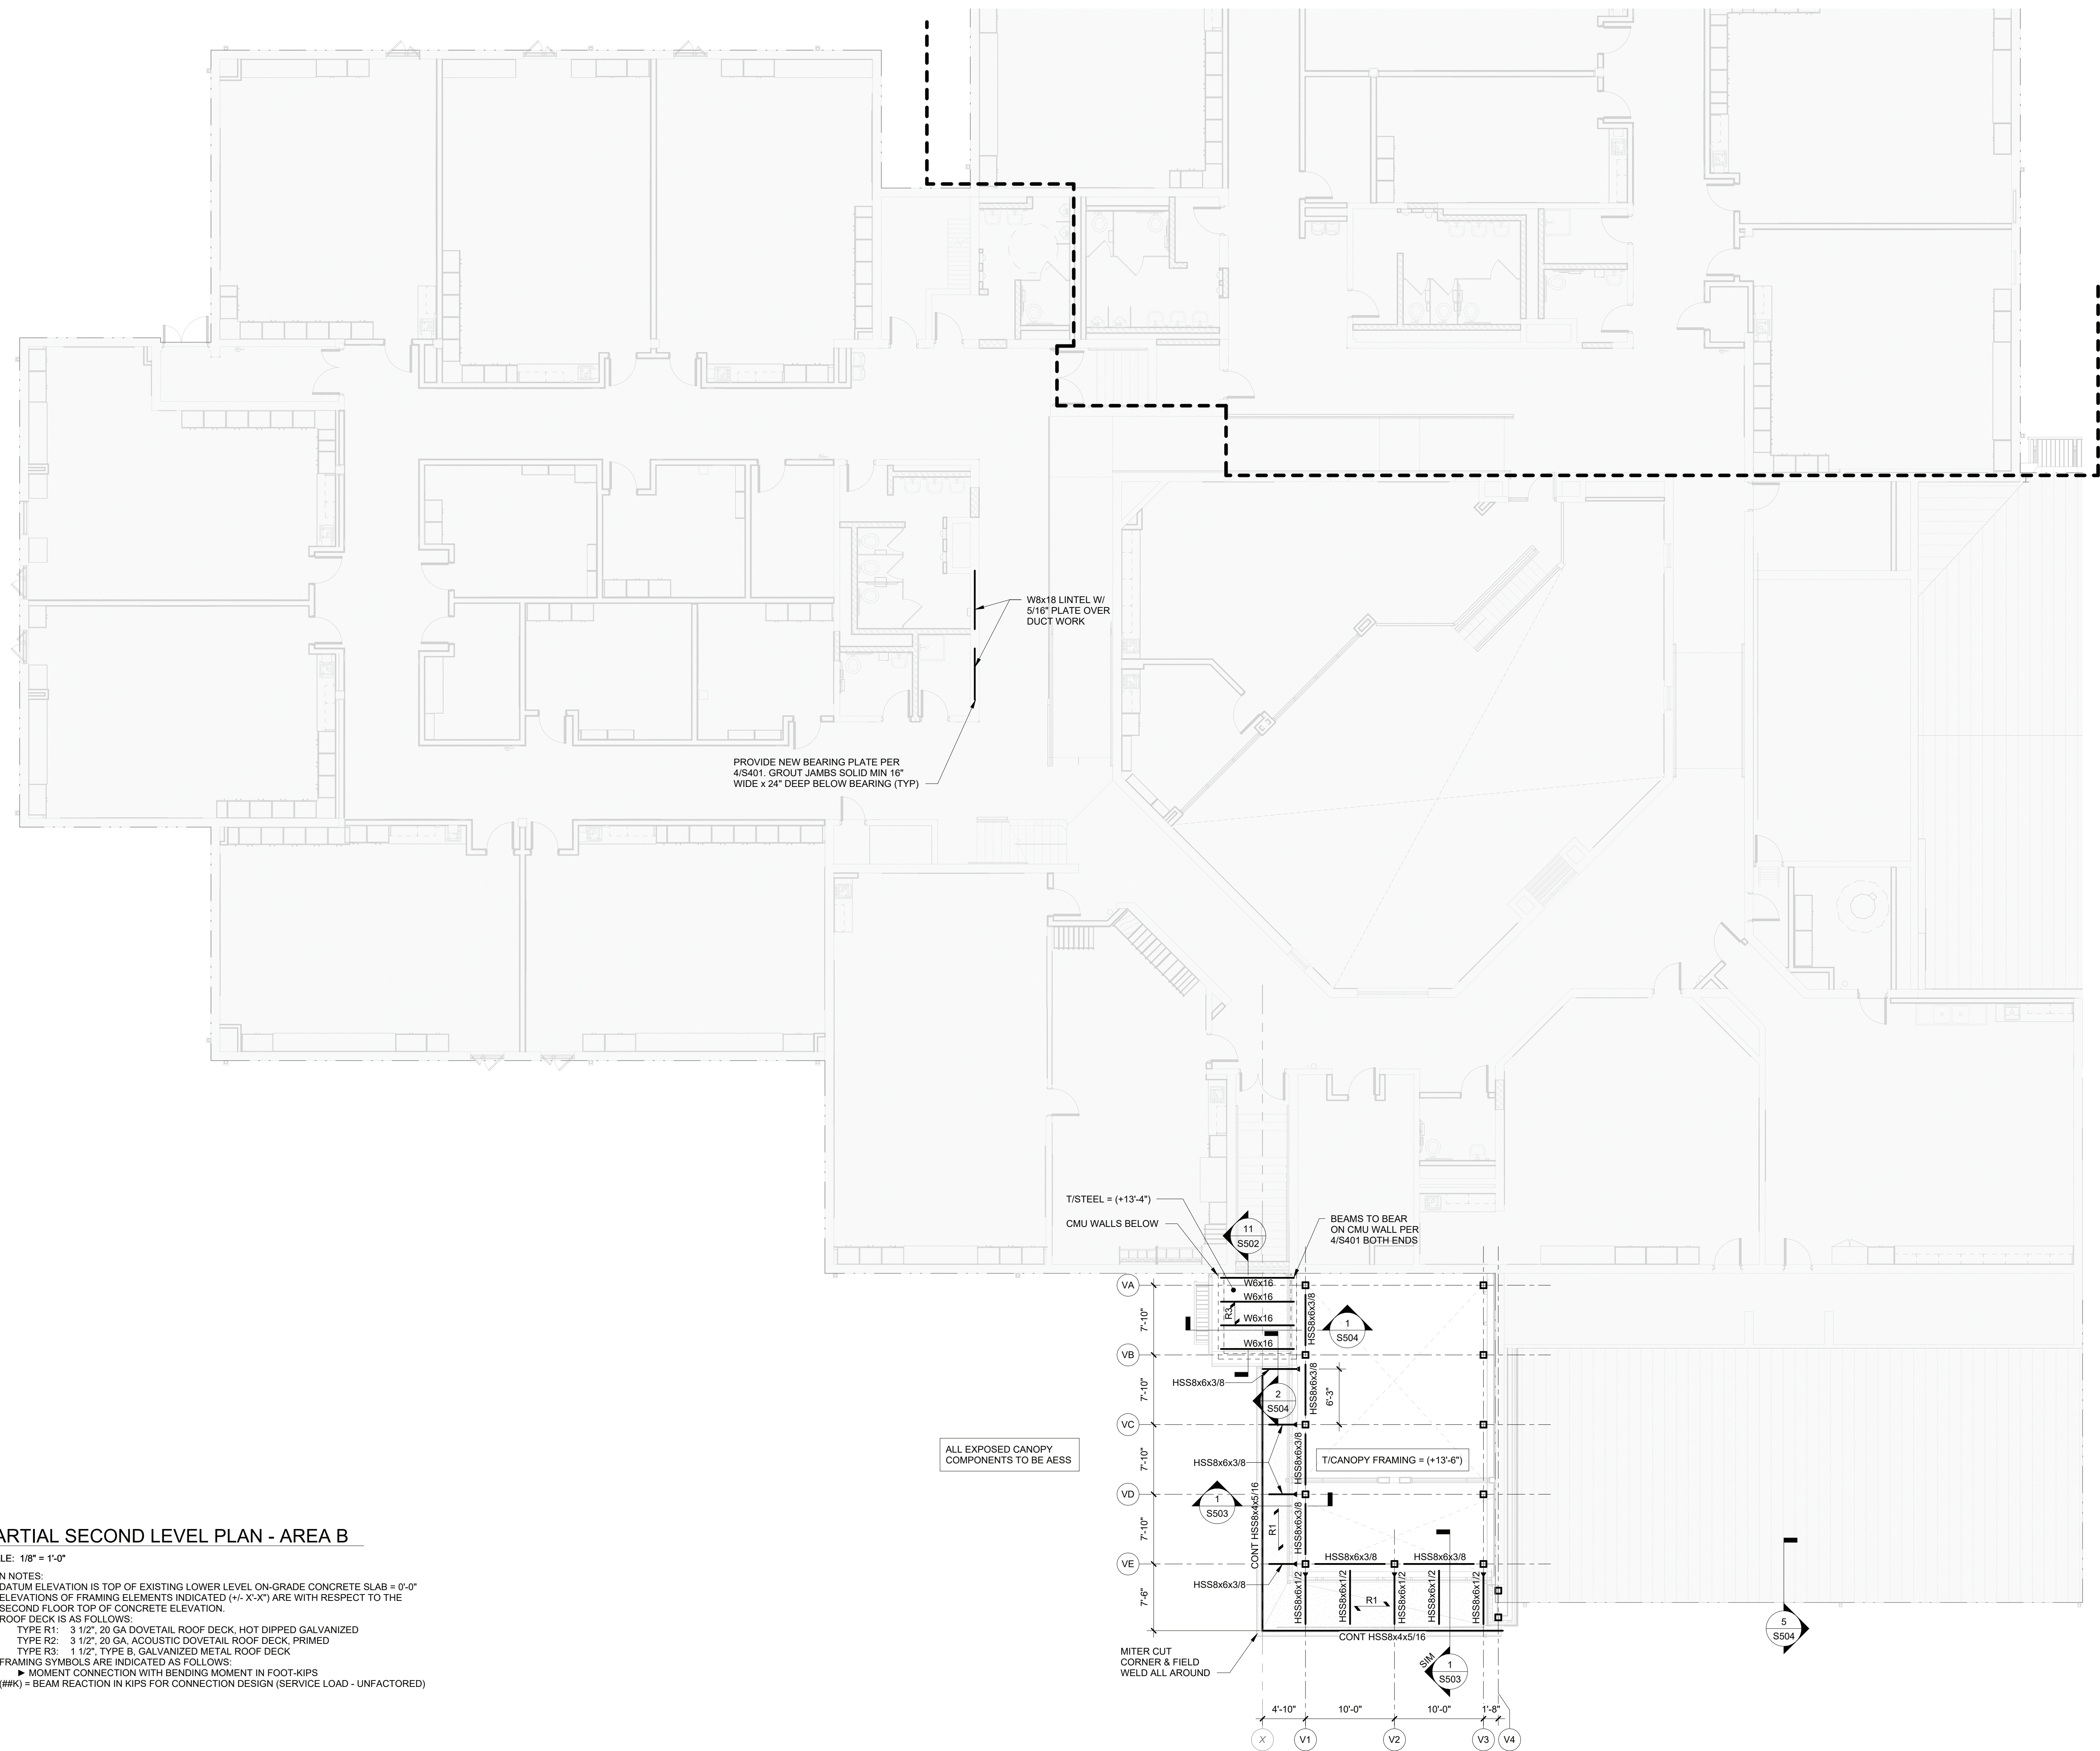 W8x18 LINTEL W/
5/16" PLATE OVER
DUCT WORK
PROVIDE NEW BEARING PLATE PER
4/S401. GROUT JAMBS SOLID MIN 16"
WIDE x 24" DEEP BELOW BEARING (TYP)
T/STEEL = (+13'-4")
CMU WALLS BELOW
11
S502
BEAMS TO BEAR
ON CMU WALL PER
4/S401 BOTH ENDS
VA
W6x16
W6x16
W6x16
W6x16
R3
7'-10"
HSS8x6x3/8
1
S504
VB
HSS8x6x3/8
2
S504
7'-10"
HSS8x6x3/8
6'-3"
VC
ALL EXPOSED CANOPY
COMPONENTS TO BE AESS
HSS8x6x3/8
7'-10"
HSS8x6x3/8
T/CANOPY FRAMING = (+13'-6")
VD
1
S503
CONT HSS8x4x5/16
R1
7'-10"
HSS8x6x3/8
VE
HSS8x6x3/8
HSS8x6x3/8
HSS8x6x3/8
7'-6"
HSS8x6x1/2
HSS8x6x1/2
HSS8x6x1/2
HSS8x6x1/2
HSS8x6x1/2
R1
CONT HSS8x4x5/16
MITER CUT
CORNER & FIELD
WELD ALL AROUND
SIM
1
S503
5
S504
4'-10"
10'-0"
10'-0"
1'-8"
X
V1
V2
V3
V4
ARTIAL SECOND LEVEL PLAN - AREA B
LE: 1/8" = 1'-0"
N NOTES:
DATUM ELEVATION IS TOP OF EXISTING LOWER LEVEL ON-GRADE CONCRETE SLAB = 0'-0"
ELEVATIONS OF FRAMING ELEMENTS INDICATED (+/- X'-X") ARE WITH RESPECT TO THE
SECOND FLOOR TOP OF CONCRETE ELEVATION.
ROOF DECK IS AS FOLLOWS:
TYPE R1: 3 1/2", 20 GA DOVETAIL ROOF DECK, HOT DIPPED GALVANIZED
TYPE R2: 3 1/2", 20 GA, ACOUSTIC DOVETAIL ROOF DECK, PRIMED
TYPE R3: 1 1/2", TYPE B, GALVANIZED METAL ROOF DECK
FRAMING SYMBOLS ARE INDICATED AS FOLLOWS:
► MOMENT CONNECTION WITH BENDING MOMENT IN FOOT-KIPS
(##K) = BEAM REACTION IN KIPS FOR CONNECTION DESIGN (SERVICE LOAD - UNFACTORED)